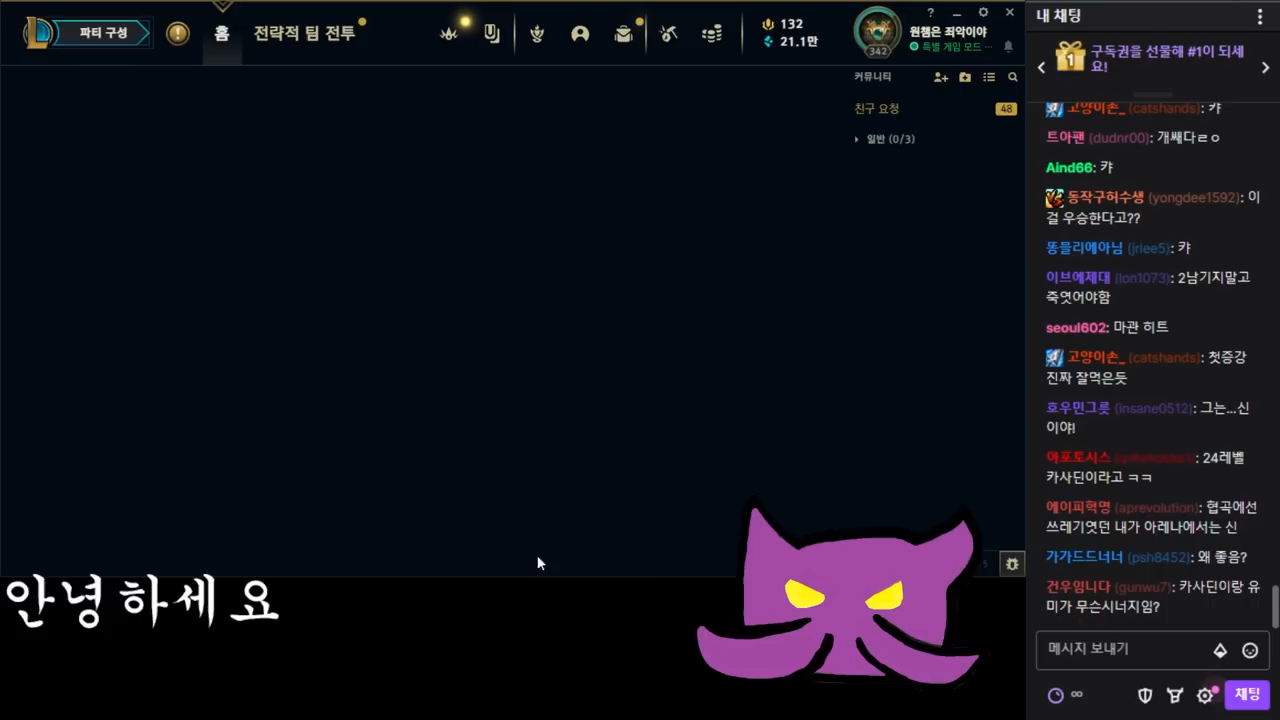 파티 구성
홈
전략적 팀 전투
132
21.1만
342
원챔은 죄악이야
특별 게임 모드 ···
커뮤니티
친구 요청
48
일반 (0/3)
안녕하세요
내 채팅
1
구독권을 선물해 #1이 되세
요!
고양이손_ (catshands): 캬
트아팬 (dudnr00): 개쌔다ㄹㅇ
Aind66: 캬
동작구허수생 (yongdee1592): 이
걸 우승한다고??
똥믈리에아님 (jrlee5): 캬
이브에제대 (lon1073): 2남기지말고
죽엿어야함
seoul602: 마관 히트
고양이손_ (catshands): 첫증강
진짜 잘먹은듯
호우민그릇 (insane0512): 그는...신
이야!
아포토시스 : 24레벨
카사딘이라고 ㅋㅋ
에이피혁명 (aprevolution): 협곡에선
쓰레기엿던 내가 아레나에서는 신
가가드드너너 (psh8452): 왜 좋음?
건우입니다 (gunwu7): 카사딘이랑 유
미가 무슨시너지임?
메시지 보내기
채팅